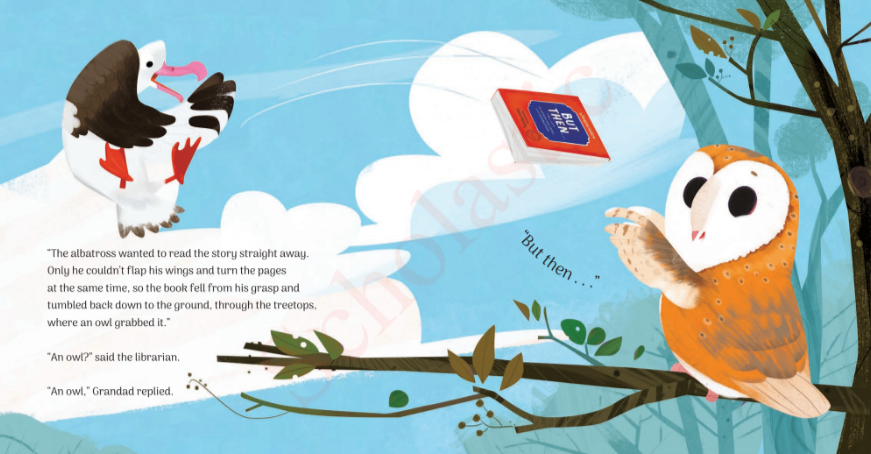 “The albatross wanted to read the story straight away.
Only he couldn’t flap his wings and turn the pages
at the same time, so the book fell from his grasp and
tumbled back down to the ground, through the treetops,
where an owl grabbed it.”
“An owl?” said the librarian.
“An owl,” Grandad replied.
BUT
THEN
“But then . . .”
Scholastic